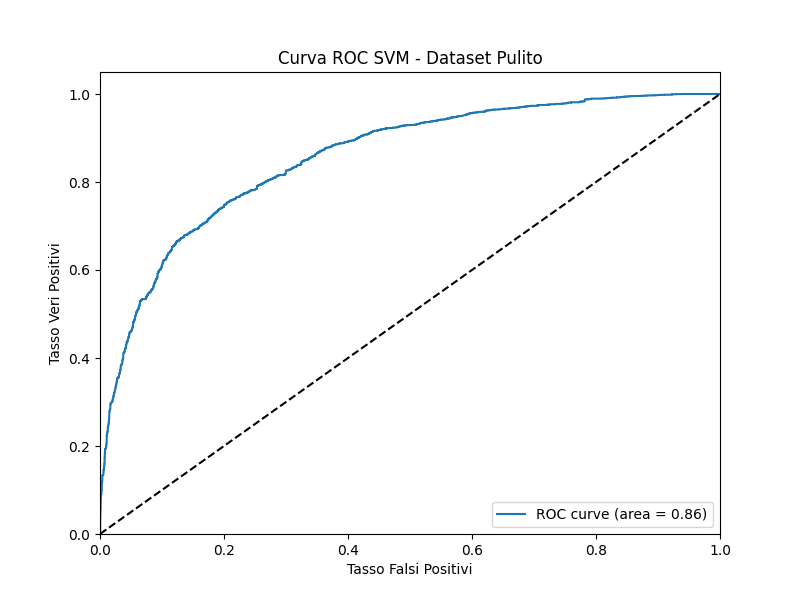 Curva ROC SVM - Dataset Pulito
Tasso Veri Positivi
1.0
0.8
0.6
0.4
0.2
0.0
ROC curve (area = 0.86)
0.0 0.2 0.4 0.6 0.8 1.0
Tasso Falsi Positivi